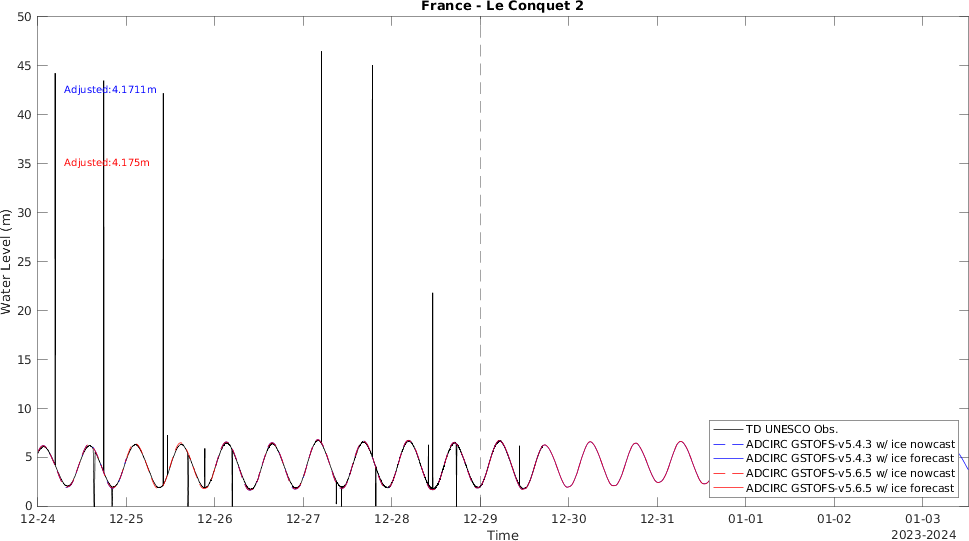 France - Le Conquet 2
50
45
40
35
30
25
20
15
10
5
0
Water Level (m)
Adjusted:4.1711m
Adjusted:4.175m
TD UNESCO Obs.
ADCIRC GSTOFS-v5.4.3 w/ ice nowcast
ADCIRC GSTOFS-v5.4.3 w/ ice forecast
ADCIRC GSTOFS-v5.6.5 w/ ice nowcast
ADCIRC GSTOFS-v5.6.5 w/ ice forecast
12-24 12-25 12-26 12-27 12-28 12-29 12-30 12-31 01-01 01-02 01-03
Time
2023-2024